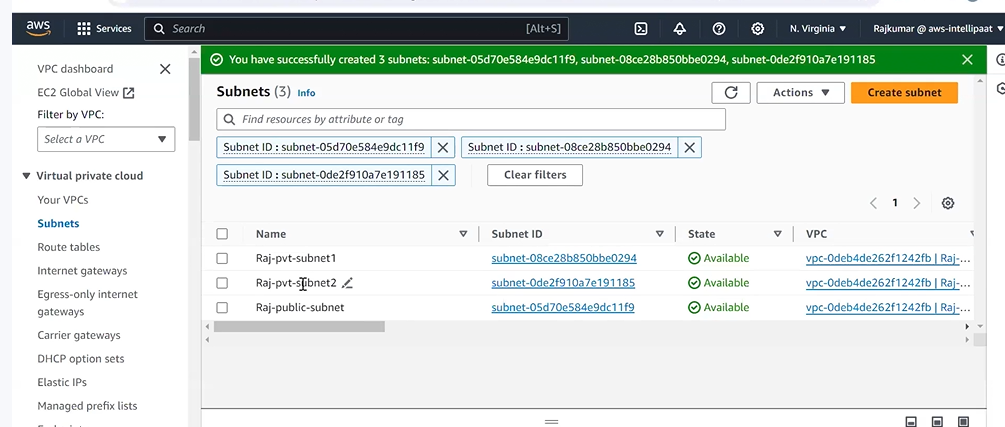 aws Services Search [Alt+S] N. Virginia Rajkumar @ aws-intellipaat
VPC dashboard
EC2 Global View
Filter by VPC:
Select a VPC
Virtual private cloud
Your VPCs
Subnets
Route tables
Internet gateways
Egress-only internet
gateways
Carrier gateways
DHCP option sets
Elastic IPs
Managed prefix lists
You have successfully created 3 subnets: subnet-05d70e584e9dc11f9, subnet-08ce28b850bbe0294, subnet-0de2f910a7e191185
Subnets (3) Info Actions Create subnet
Find resources by attribute or tag
Subnet ID : subnet-05d70e584e9dc11f9 Subnet ID : subnet-08ce28b850bbe0294
Subnet ID : subnet-0de2f910a7e191185 Clear filters
1
Name Subnet ID State VPC
Raj-pvt-subnet1 subnet-08ce28b850bbe0294 Available vpc-0deb4de262f1242fb | Raj-...
Raj-pvt-subnet2 subnet-0de2f910a7e191185 Available vpc-0deb4de262f1242fb | Raj-...
Raj-public-subnet subnet-05d70e584e9dc11f9 Available vpc-0deb4de262f1242fb | Raj-...